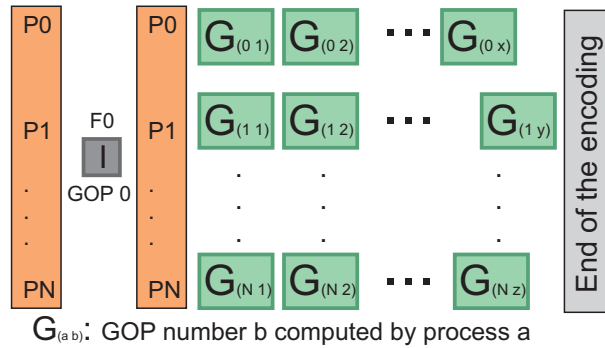 P0 P0 G(0 1) G(0 2) ... G(0 x)
F0
P1 I P1 G(1 1) G(1 2) ... G(1 y)
GOP 0
PN PN G(N 1) G(N 2) ... G(N z)
End of the encoding
G(a b): GOP number b computed by process a